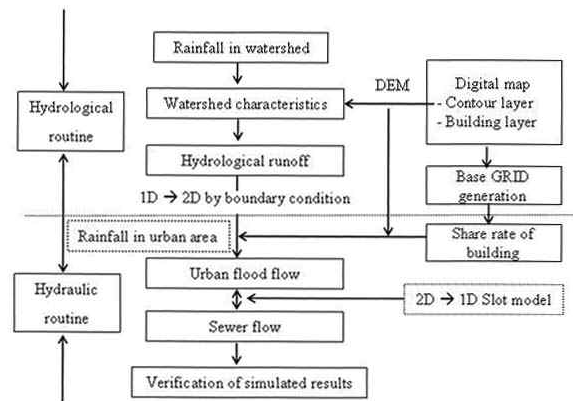 Rainfall in watershed
DEM
Digital map
- Contour layer
- Building layer
Hydrological
routine
Watershed characteristics
Hydrological runoff
Base GRID
generation
1D → 2D by boundary condition
Rainfall in urban area
Share rate of
building
Urban flood flow
Hydraulic
routine
2D → 1D Slot model
Sewer flow
Verification of simulated results